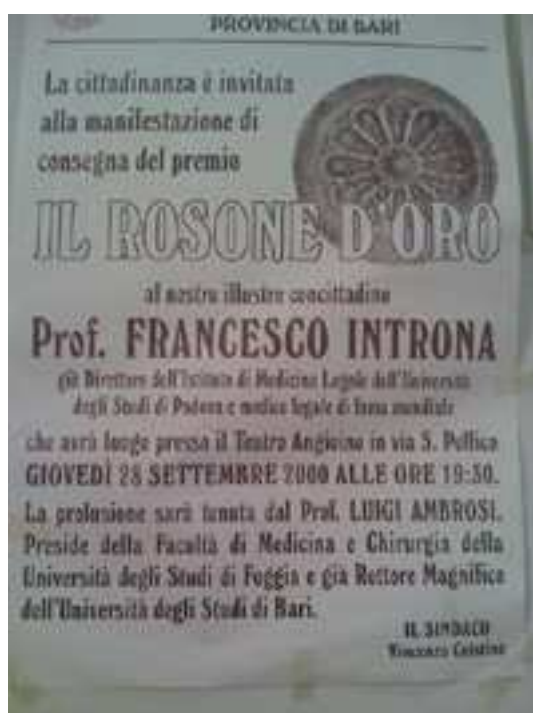 PROVINCIA DI BARI
La cittadinanza è invitata
alla manifestazione di
consegna del premio
IL ROSONE D'ORO
al nostro illustre concittadino
Prof. FRANCESCO INTRONA
già Direttore dell'Istituto di Medicina Legale dell'Università
degli Studi di Padova e medico legale di fama mondiale
che avrà luogo presso il Teatro Angioino in via S. Pellico
GIOVEDÌ 28 SETTEMBRE 2000 ALLE ORE 19:30.
La prolusione sarà tenuta dal Prof. LUIGI AMBROSI,
Preside della Facoltà di Medicina e Chirurgia della
Università degli Studi di Foggia e già Rettore Magnifico
dell'Università degli Studi di Bari.
IL SINDACO
Vincenzo